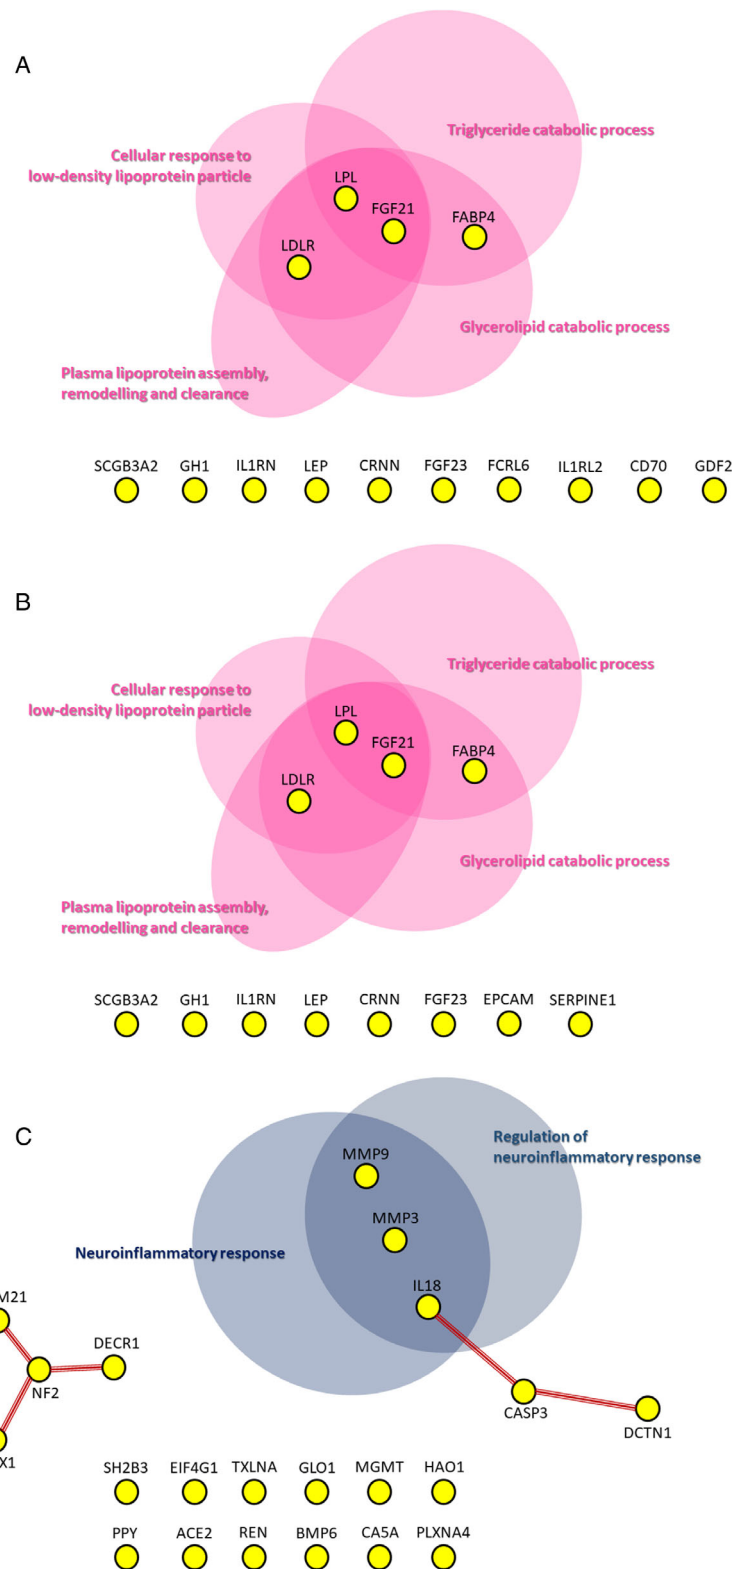 A
Triglyceride catabolic process
Cellular response to
low-density lipoprotein particle
LPL
FGF21
FABP4
LDLR
Glycerolipid catabolic process
Plasma lipoprotein assembly,
remodelling and clearance
SCGB3A2 GH1 IL1RN LEP CRNN FGF23 FCRL6 IL1RL2 CD70 GDF2
B
Triglyceride catabolic process
Cellular response to
low-density lipoprotein particle
LPL
FGF21
FABP4
LDLR
Glycerolipid catabolic process
Plasma lipoprotein assembly,
remodelling and clearance
SCGB3A2 GH1 IL1RN LEP CRNN FGF23 EPCAM SERPINE1
C
Regulation of
neuroinflammatory response
MMP9
MMP3
Neuroinflammatory response
IL18
M21
DECR1
NF2
CASP3
DCTN1
X1
SH2B3 EIF4G1 TXLNA GLO1 MGMT HAO1
PPY ACE2 REN BMP6 CA5A PLXNA4